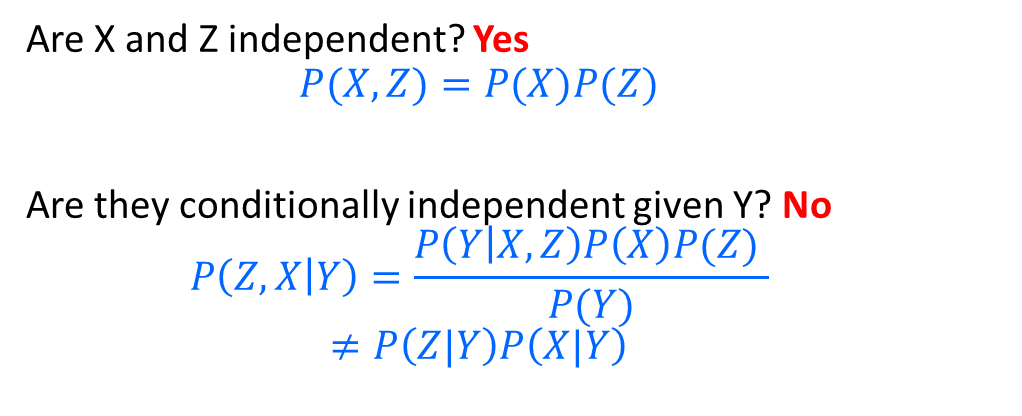 Are X and Z independent? Yes
P(X, Z) = P(X)P(Z)
Are they conditionally independent given Y? No
P(Z, X|Y) = P(Y|X, Z)P(X)P(Z) / P(Y)
≠ P(Z|Y)P(X|Y)